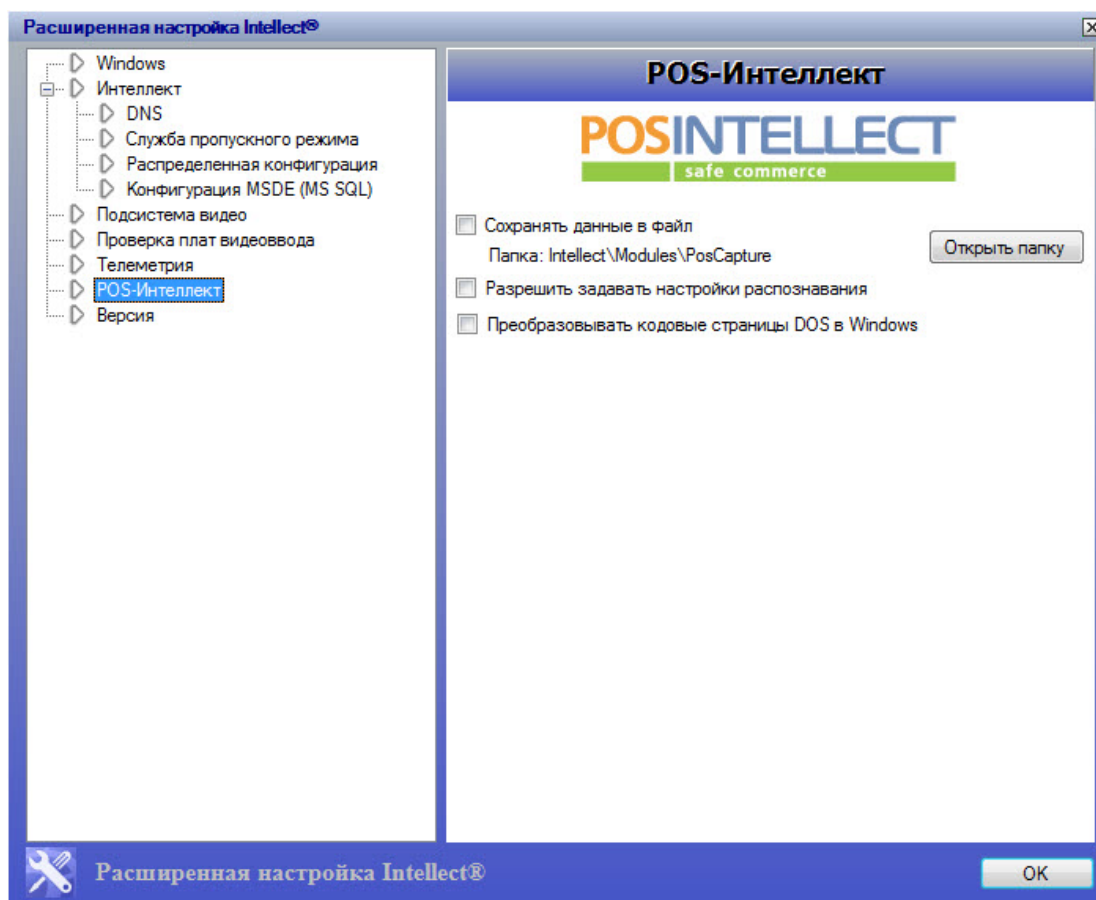 Расширенная настройка Intellect®
Windows
Интеллект
DNS
Служба пропускного режима
Распределенная конфигурация
Конфигурация MSDE (MS SQL)
Подсистема видео
Проверка плат видеоввода
Телеметрия
POS-Интеллект
Версия
POS-Интеллект
POSINTELLECT
safe commerce
Сохранять данные в файл
Папка: Intellect\Modules\PosCapture
Открыть папку
Разрешить задавать настройки распознавания
Преобразовывать кодовые страницы DOS в Windows
Расширенная настройка Intellect®
OK